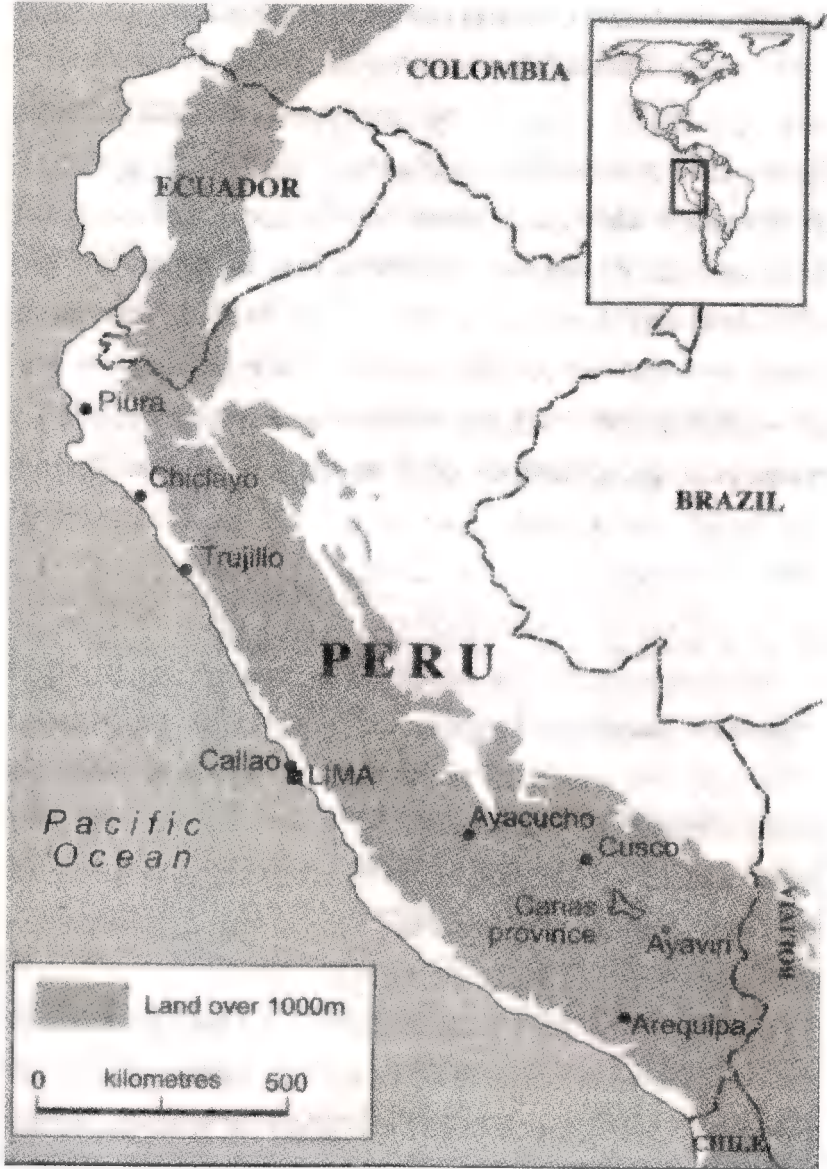 COLOMBIA
ECUADOR
Piura
Chiclayo
BRAZIL
Trujillo
PERU
Callao
LIMA
Pacific
Ocean
Ayacucho
Cusco
Canas
province
Ayaviri
BOLIVIA
Land over 1000m
Arequipa
0 kilometres 500
CHILE